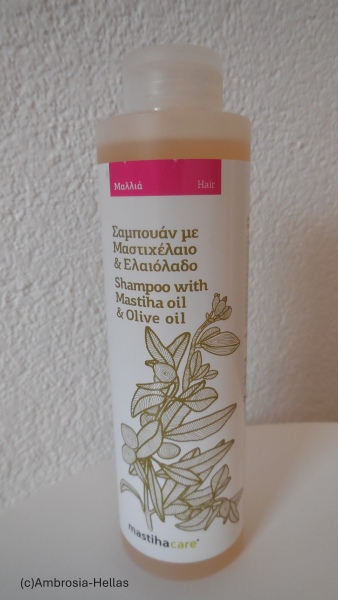 Μαλλιά Hair
Σαμπουάν με
Μαστιχέλαιο
& Ελαιόλαδο
Shampoo with
Mastiha oil
& Olive oil
mastihacare®
(c)Ambrosia-Hellas